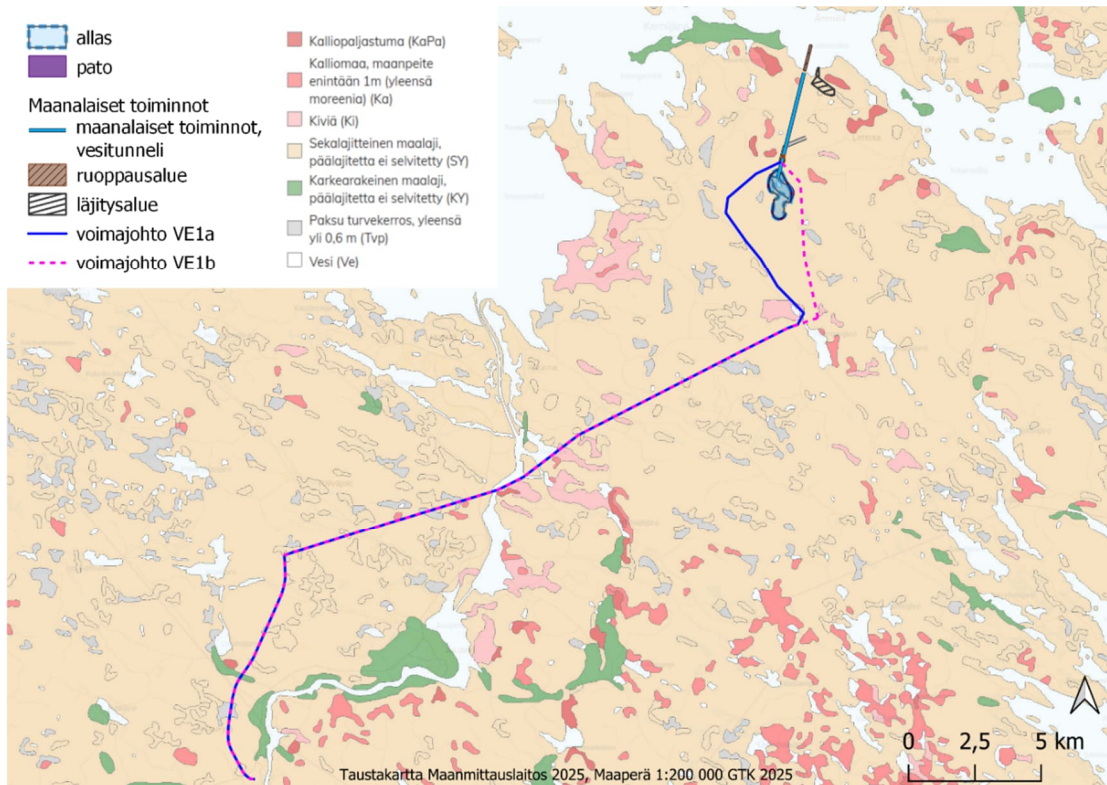 allas
pato
Maanalaiset toiminnot
maanalaiset toiminnot,
vesitunneli
ruoppausalue
läjitysalue
voimajohto VE1a
voimajohto VE1b
Kalliopaljastuma (KaPa)
Kalliomaa, maanpeite
enintään 1m (yleensä
moreenia) (Ka)
Kiviä (Ki)
Sekalajitteinen maalaji,
päälajitetta ei selvitetty (SY)
Karkearakeinen maalaji,
päälajitetta ei selvitetty (KY)
Paksu turvekerros, yleensä
yli 0,6 m (Tvp)
Vesi (Ve)
0 2,5 5 km
Taustakartta Maanmittauslaitos 2025, Maaperä 1:200 000 GTK 2025